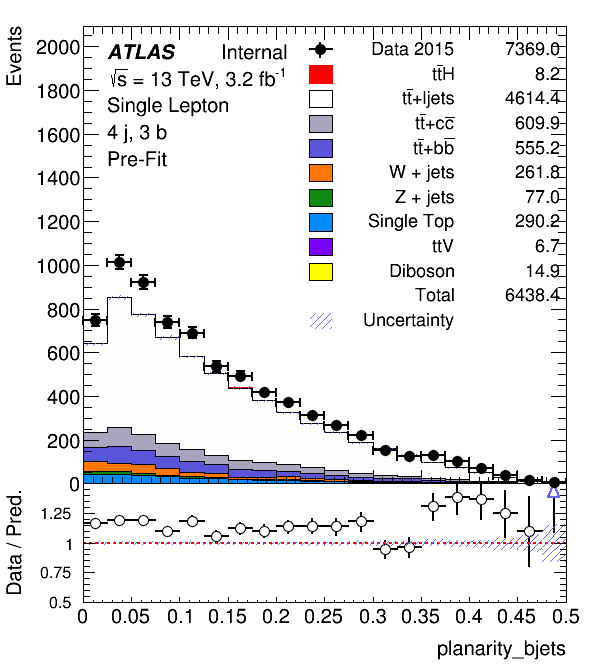 Events
2000
1800
1600
1400
1200
1000
800
600
400
200
0
ATLAS Internal
√s = 13 TeV, 3.2 fb⁻¹
Single Lepton
4 j, 3 b
Pre-Fit
Data 2015 7369.0
tt̄H 8.2
tt̄+ljets 4614.4
tt̄+cc̄ 609.9
tt̄+bb̄ 555.2
W + jets 261.8
Z + jets 77.0
Single Top 290.2
ttV 6.7
Diboson 14.9
Total 6438.4
Uncertainty
Data / Pred.
1.25
1
0.75
0.5
0 0.05 0.1 0.15 0.2 0.25 0.3 0.35 0.4 0.45 0.5
planarity_bjets